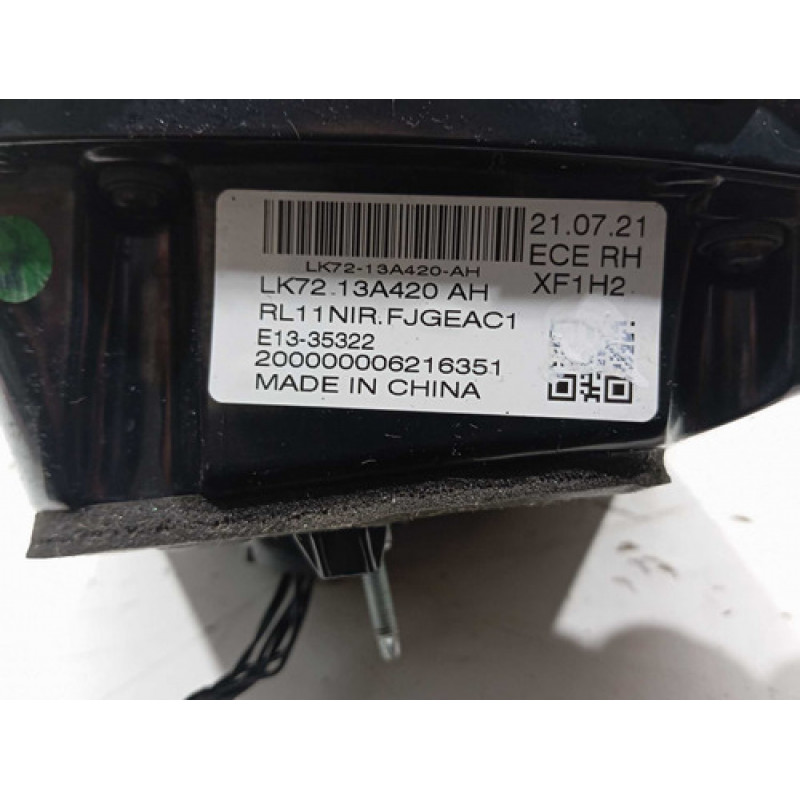 LK72-13A420-AH
LK72 13A420 AH
RL11NIR.FJGEAC1
E13-35322
200000006216351
MADE IN CHINA
21.07.21
ECE RH
XF1H2